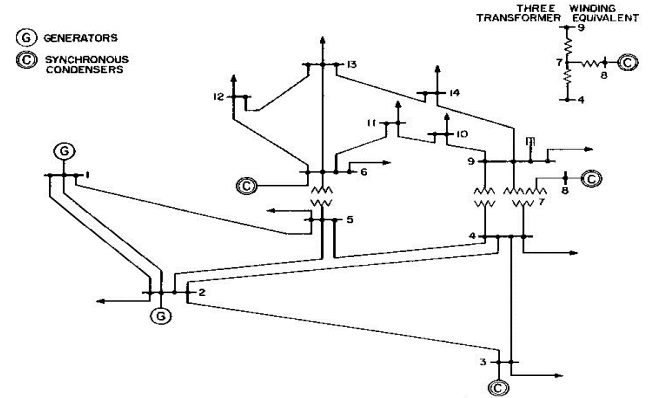 THREE WINDING
TRANSFORMER EQUIVALENT
G GENERATORS
C SYNCHRONOUS
CONDENSERS
9
7
8
C
4
13
14
12
11
10
9
G
1
6
C
8
C
7
5
4
2
G
3
C